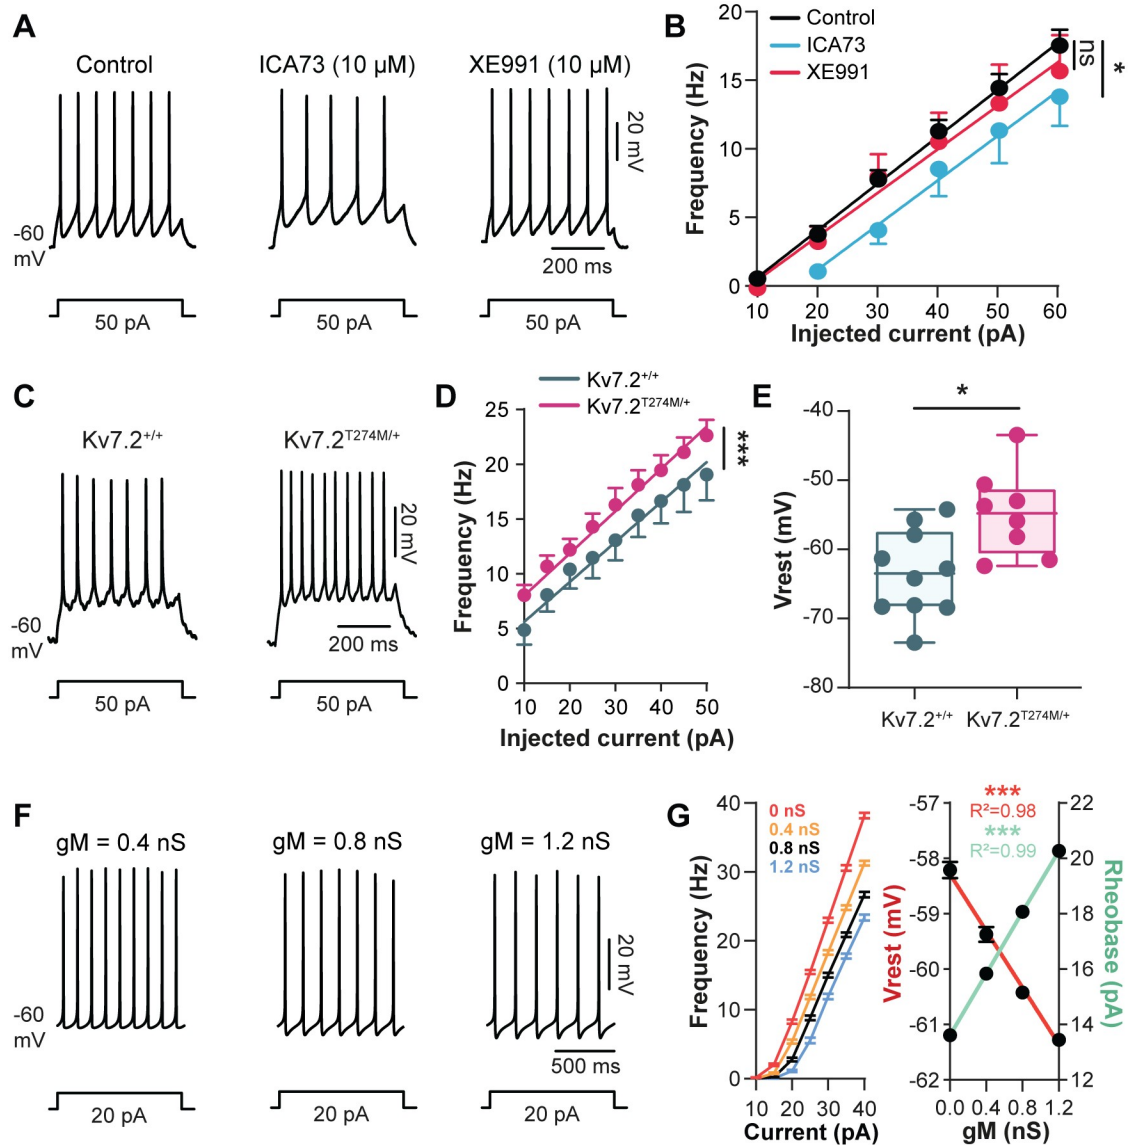 A
Control
ICA73 (10 µM)
XE991 (10 µM)
20 mV
-60
mV
200 ms
50 pA
50 pA
50 pA
B
Control
ICA73
XE991
Frequency (Hz)
20
15
10
5
0
10 20 30 40 50 60
Injected current (pA)
ns
*
C
Kv7.2+/+
Kv7.2T274M/+
20 mV
-60
mV
200 ms
50 pA
50 pA
D
Kv7.2+/+
Kv7.2T274M/+
Frequency (Hz)
25
20
15
10
5
0
10 20 30 40 50
Injected current (pA)
***
E
*
Vrest (mV)
-40
-50
-60
-70
-80
Kv7.2+/+ Kv7.2T274M/+
F
gM = 0.4 nS
gM = 0.8 nS
gM = 1.2 nS
20 mV
-60
mV
500 ms
20 pA
20 pA
20 pA
G
0 nS
0.4 nS
0.8 nS
1.2 nS
Frequency (Hz)
40
30
20
10
0
10 20 30 40
Current (pA)
***
R²=0.98
***
R²=0.99
Vrest (mV)
-57
-58
-59
-60
-61
-62
0.0 0.4 0.8 1.2
gM (nS)
22
20
18
16
14
12
Rheobase (pA)